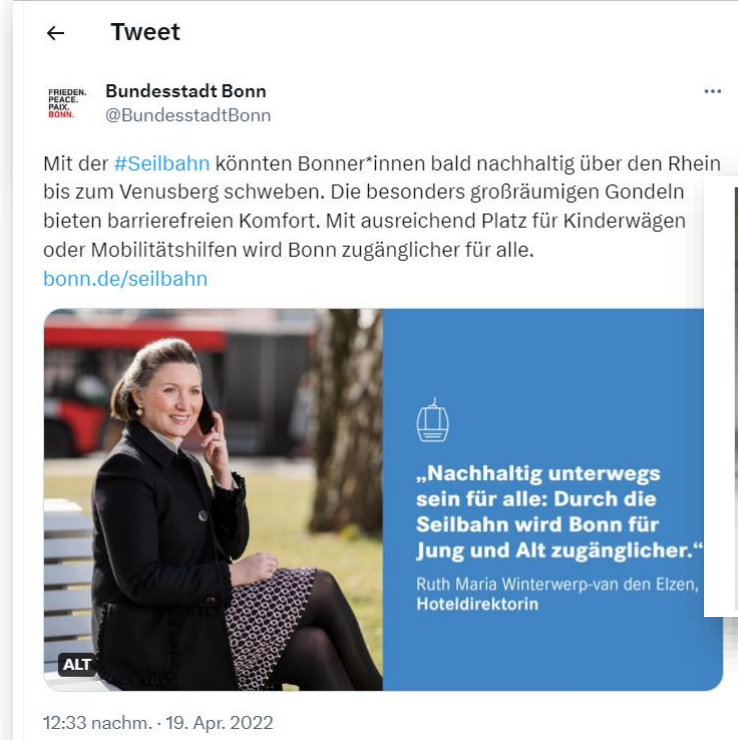 ← Tweet
FRIEDEN.
PEACE.
PAIX.
BONN.
Bundesstadt Bonn
@BundesstadtBonn
...
Mit der #Seilbahn könnten Bonner*innen bald nachhaltig über den Rhein
bis zum Venusberg schweben. Die besonders großräumigen Gondeln
bieten barrierefreien Komfort. Mit ausreichend Platz für Kinderwägen
oder Mobilitätshilfen wird Bonn zugänglicher für alle.
bonn.de/seilbahn
„Nachhaltig unterwegs
sein für alle: Durch die
Seilbahn wird Bonn für
Jung und Alt zugänglicher.“
Ruth Maria Winterwerp-van den Elzen,
Hoteldirektorin
ALT
12:33 nachm. · 19. Apr. 2022